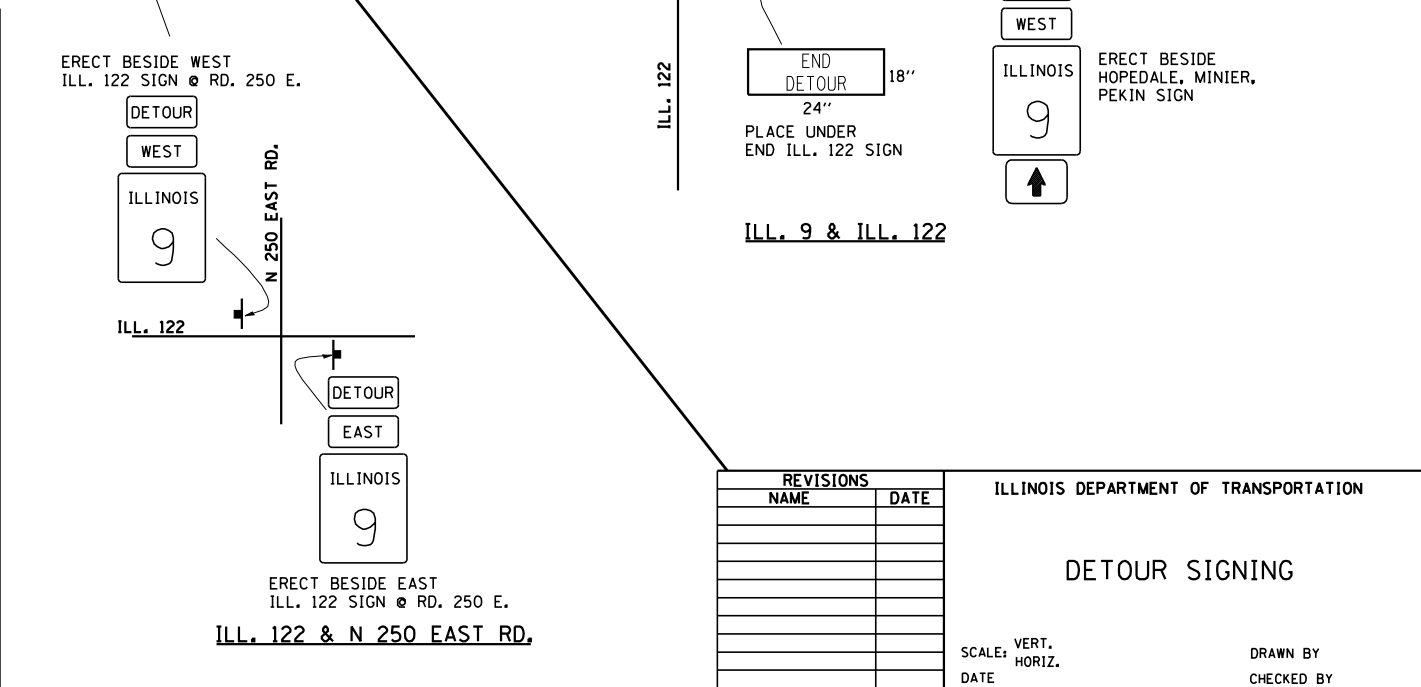 ERECT BESIDE WEST
ILL. 122 SIGN @ RD. 250 E.
DETOUR
WEST
ILLINOIS
9
N 250 EAST RD.
ILL. 122
DETOUR
EAST
ILLINOIS
9
ERECT BESIDE EAST
ILL. 122 SIGN @ RD. 250 E.
ILL. 122 & N 250 EAST RD.
ILL. 122
END
DETOUR
18''
24''
PLACE UNDER
END ILL. 122 SIGN
WEST
ILLINOIS
9
ERECT BESIDE
HOPEDALE, MINIER,
PEKIN SIGN
ILL. 9 & ILL. 122
REVISIONS
NAME DATE
ILLINOIS DEPARTMENT OF TRANSPORTATION
DETOUR SIGNING
SCALE: VERT.
HORIZ.
DATE
DRAWN BY
CHECKED BY